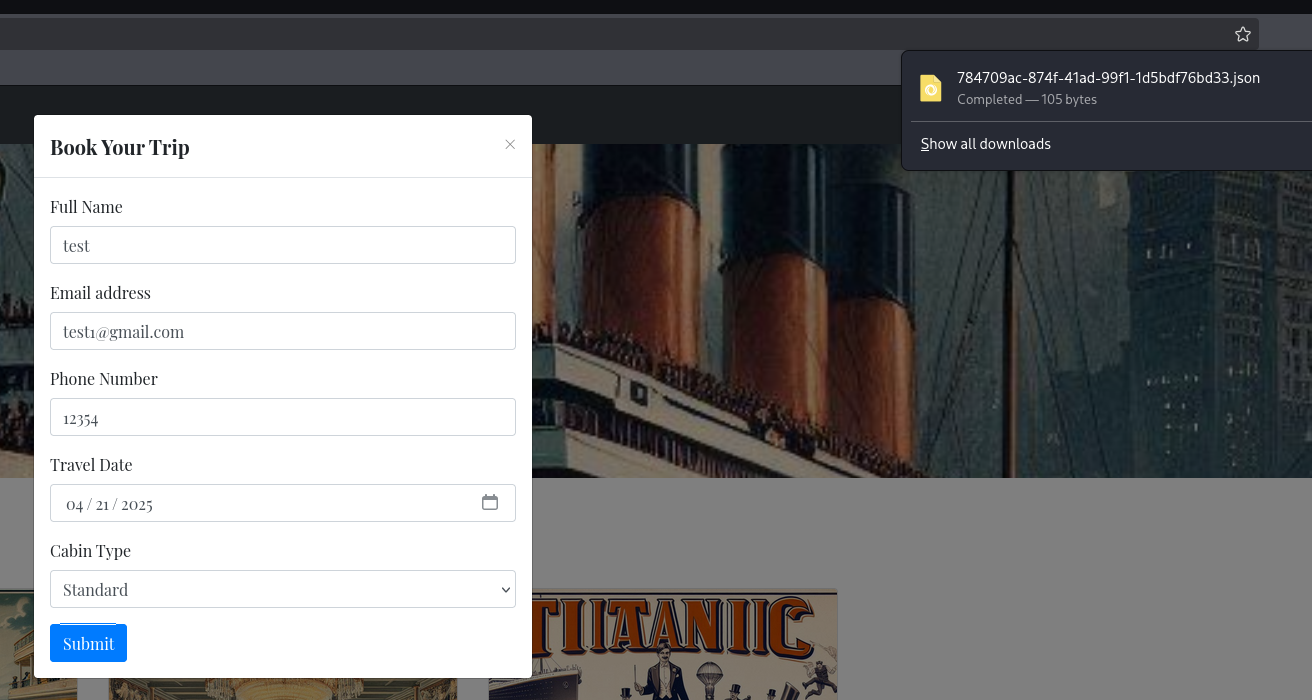 784709ac-874f-41ad-99f1-1d5bdf76bd33.json
Completed — 105 bytes
Show all downloads
Book Your Trip
Full Name
test
Email address
test1@gmail.com
Phone Number
12354
Travel Date
04 / 21 / 2025
Cabin Type
Standard
Submit
TIITANIIC